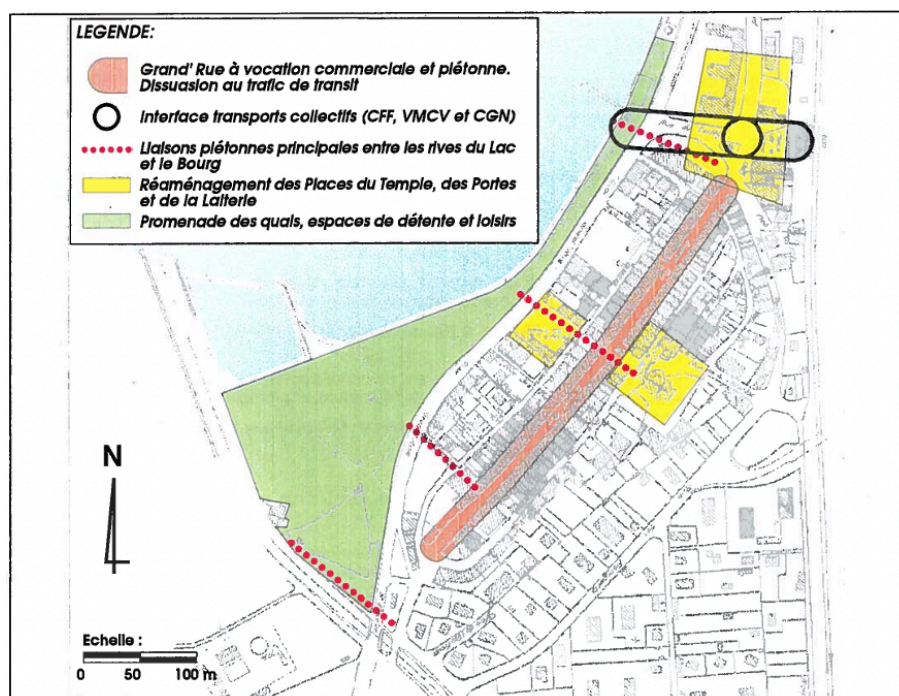 LEGENDE:
Grand' Rue à vocation commerciale et piétonne.
Dissuasion au trafic de transit
Interface transports collectifs (CFF, VMCV et CGN)
Liaisons piétonnes principales entre les rives du Lac
et le Bourg
Réaménagement des Places du Temple, des Portes
et de la Laiterie
Promenade des quais, espaces de détente et loisirs
N
Echelle :
0 50 100 m